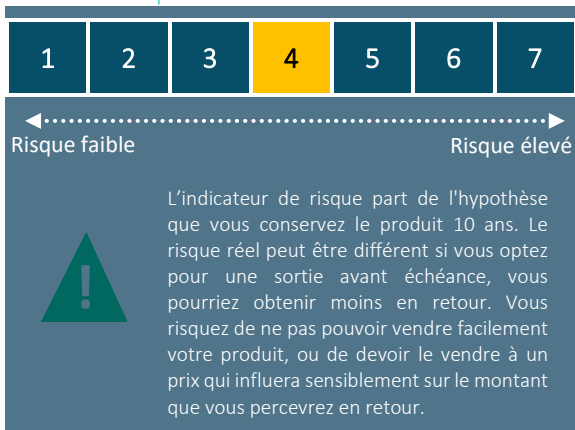 1 2 3 4 5 6 7
Risque faible Risque élevé
L’indicateur de risque part de l'hypothèse
que vous conservez le produit 10 ans. Le
risque réel peut être différent si vous optez
pour une sortie avant échéance, vous
pourriez obtenir moins en retour. Vous
risquez de ne pas pouvoir vendre facilement
votre produit, ou de devoir le vendre à un
prix qui influera sensiblement sur le montant
que vous percevrez en retour.
!